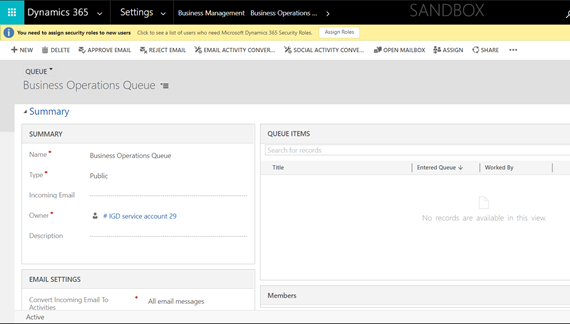 Dynamics 365 Settings Business Management Business Operations ... SANDBOX
You need to assign security roles to new users Click to see a list of users who need Microsoft Dynamics 365 Security Roles. Assign Roles
NEW DELETE APPROVE EMAIL REJECT EMAIL EMAIL ACTIVITY CONVER... SOCIAL ACTIVITY CONVE... OPEN MAILBOX ASSIGN SHARE ...
QUEUE
Business Operations Queue
Summary
SUMMARY
Name * Business Operations Queue
Type * Public
Incoming Email
Owner * # IGD service account 29
Description
EMAIL SETTINGS
Convert Incoming Email To Activities * All email messages
QUEUE ITEMS
Search for records
Title Entered Queue Worked By
No records are available in this view.
Members
Active